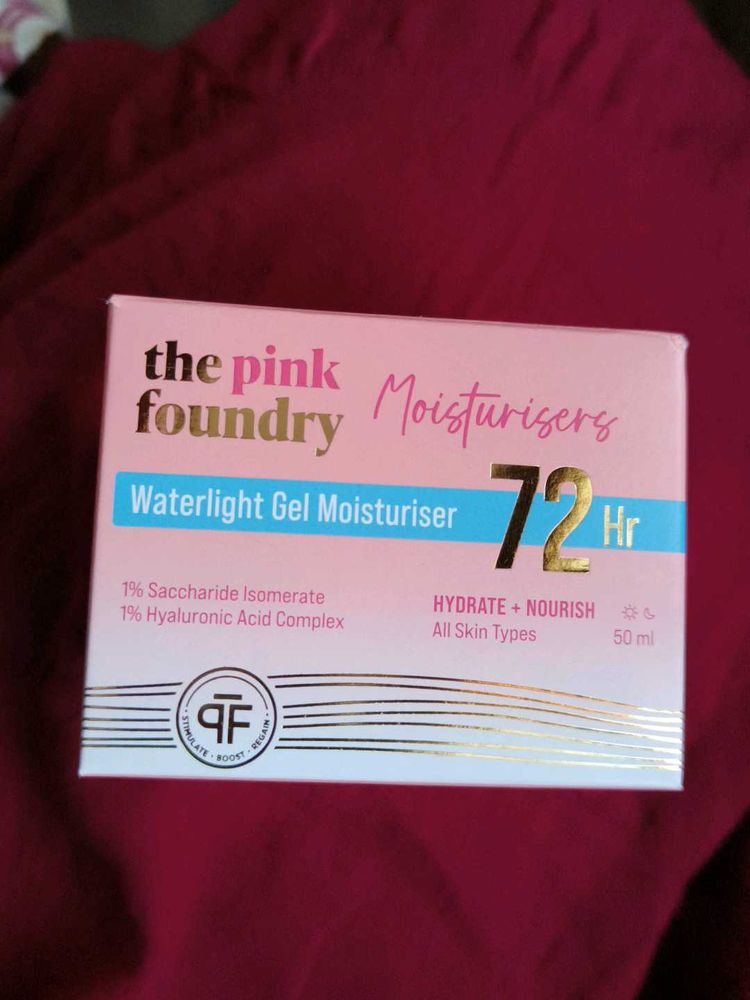 the pink
foundry
Moisturisers
Waterlight Gel Moisturiser
72 Hr
1% Saccharide Isomerate
1% Hyaluronic Acid Complex
HYDRATE + NOURISH
All Skin Types
50 ml
PF
STIMULATE · BOOST · REGAIN ·